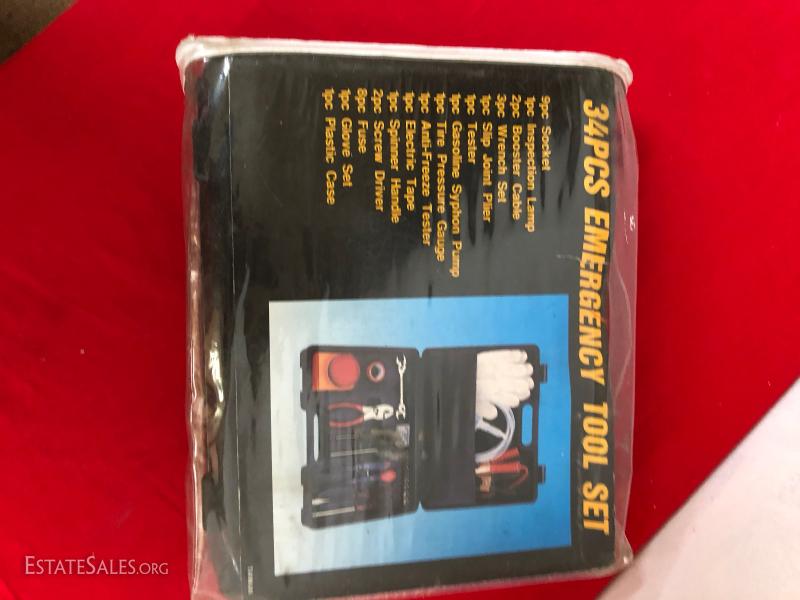 34PCS EMERGENCY TOOL SET
9pc Socket
1pc Inspection Lamp
2pc Booster Cable
3pc Wrench Set
1pc Slip Joint Plier
1pc Tester
1pc Gasoline Syphon Pump
1pc Tire Pressure Gauge
1pc Anti-Freeze Tester
1pc Electric Tape
1pc Spinner Handle
2pc Screw Driver
8pc Fuse
1pc Glove Set
1pc Plastic Case
ESTATESALES.ORG